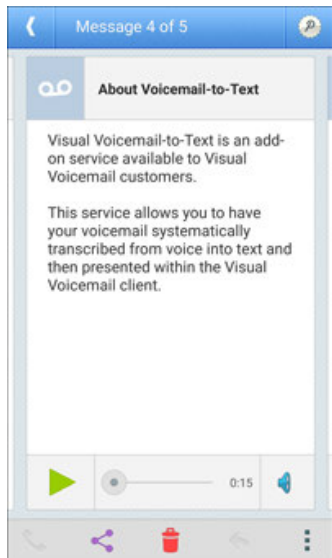 Message 4 of 5
About Voicemail-to-Text
Visual Voicemail-to-Text is an add-
on service available to Visual
Voicemail customers.
This service allows you to have
your voicemail systematically
transcribed from voice into text and
then presented within the Visual
Voicemail client.
0:15